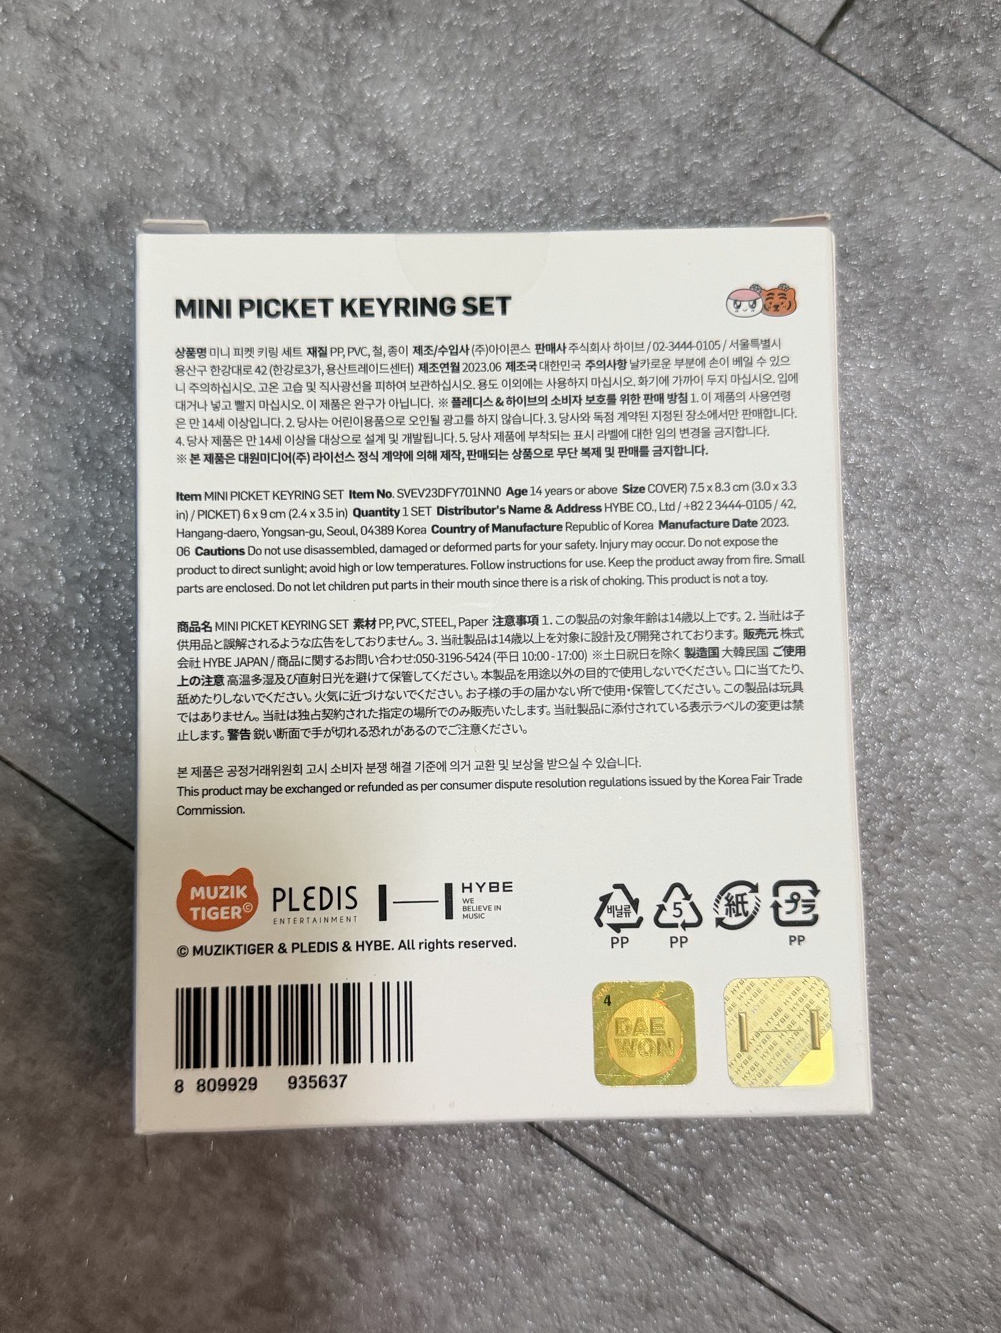 MINI PICKET KEYRING SET
상품명 미니 피켓 키링 세트 재질 PP, PVC, 철, 종이 제조/수입사 (주)아이콘스 판매사 주식회사 하이브 / 02-3444-0105 / 서울특별시
용산구 한강대로 42 (한강로3가, 용산트레이드센터) 제조연월 2023.06 제조국 대한민국 주의사항 날카로운 부분에 손이 베일 수 있으
니 주의하십시오. 고온 고습 및 직사광선을 피하여 보관하십시오. 용도 이외에는 사용하지 마십시오. 화기에 가까이 두지 마십시오. 입에
대거나 넣고 빨지 마십시오. 이 제품은 완구가 아닙니다. ※ 플레디스 & 하이브의 소비자 보호를 위한 판매 방침 1. 이 제품의 사용연령
은 만 14세 이상입니다. 2. 당사는 어린이용품으로 오인될 광고를 하지 않습니다. 3. 당사와 독점 계약된 지정된 장소에서만 판매합니다.
4. 당사 제품은 만 14세 이상을 대상으로 설계 및 개발됩니다. 5. 당사 제품에 부착되는 표시 라벨에 대한 임의 변경을 금지합니다.
※ 본 제품은 대원미디어(주) 라이선스 정식 계약에 의해 제작, 판매되는 상품으로 무단 복제 및 판매를 금지합니다.
Item MINI PICKET KEYRING SET Item No. SVEV23DFY701NN0 Age 14 years or above Size COVER) 7.5 x 8.3 cm (3.0 x 3.3
in) / PICKET) 6 x 9 cm (2.4 x 3.5 in) Quantity 1 SET Distributor's Name & Address HYBE CO., Ltd / +82 2 3444-0105 / 42,
Hangang-daero, Yongsan-gu, Seoul, 04389 Korea Country of Manufacture Republic of Korea Manufacture Date 2023.
06 Cautions Do not use disassembled, damaged or deformed parts for your safety. Injury may occur. Do not expose the
product to direct sunlight; avoid high or low temperatures. Follow instructions for use. Keep the product away from fire. Small
parts are enclosed. Do not let children put parts in their mouth since there is a risk of choking. This product is not a toy.
商品名 MINI PICKET KEYRING SET 素材 PP, PVC, STEEL, Paper 注意事項 1. この製品の対象年齢は14歳以上です。2. 当社は子
供用品と誤解されるような広告をしておりません。3. 当社製品は14歳以上を対象に設計及び開発されております。販売元 株式
会社 HYBE JAPAN / 商品に関するお問い合わせ:050-3196-5424 (平日 10:00 - 17:00) ※土日祝日を除く 製造国 大韓民国 ご使用
上の注意 高温多湿及び直射日光を避けて保管してください。本製品を用途以外の目的で使用しないでください。口に当てたり、
舐めたりしないでください。火気に近づけないでください。お子様の手の届かない所で使用・保管してください。この製品は玩具
ではありません。当社は独占契約された指定の場所でのみ販売いたします。当社製品に添付されている表示ラベルの変更は禁
止します。警告 鋭い断面で手が切れる恐れがあるのでご注意ください。
본 제품은 공정거래위원회 고시 소비자 분쟁 해결 기준에 의거 교환 및 보상을 받으실 수 있습니다.
This product may be exchanged or refunded as per consumer dispute resolution regulations issued by the Korea Fair Trade
Commission.
MUZIK
TIGER©
PLEDIS
ENTERTAINMENT
HYBE
WE
BELIEVE IN
MUSIC
비닐류
PP
5
PP
紙
プラ
PP
© MUZIKTIGER & PLEDIS & HYBE. All rights reserved.
8 809929 935637
4
DAE
WON
HYBE